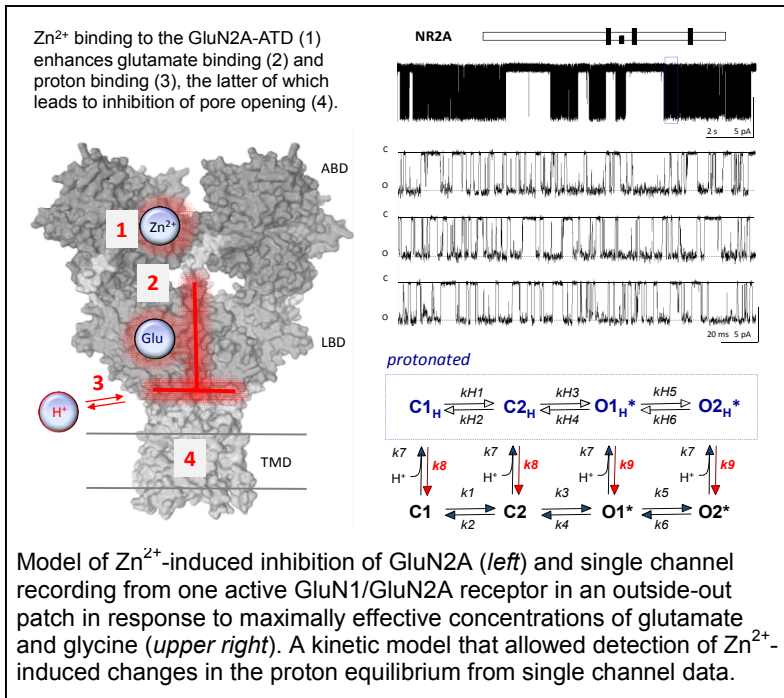 Zn2+ binding to the GluN2A-ATD (1)
enhances glutamate binding (2) and
proton binding (3), the latter of which
leads to inhibition of pore opening (4).
ABD
1
Zn2+
2
Glu
LBD
3
H+
4
TMD
NR2A
2 s 5 pA
C
O
C
O
C
O
20 ms 5 pA
protonated
kH1 kH3 kH5
C1H C2H O1H* O2H*
kH2 kH4 kH6
k7 k8 k7 k8 k7 k9 k7 k9
H+ H+ H+ H+
k1 k3 k5
C1 C2 O1* O2*
k2 k4 k6
Model of Zn2+-induced inhibition of GluN2A (left) and single channel
recording from one active GluN1/GluN2A receptor in an outside-out
patch in response to maximally effective concentrations of glutamate
and glycine (upper right). A kinetic model that allowed detection of Zn2+-
induced changes in the proton equilibrium from single channel data.